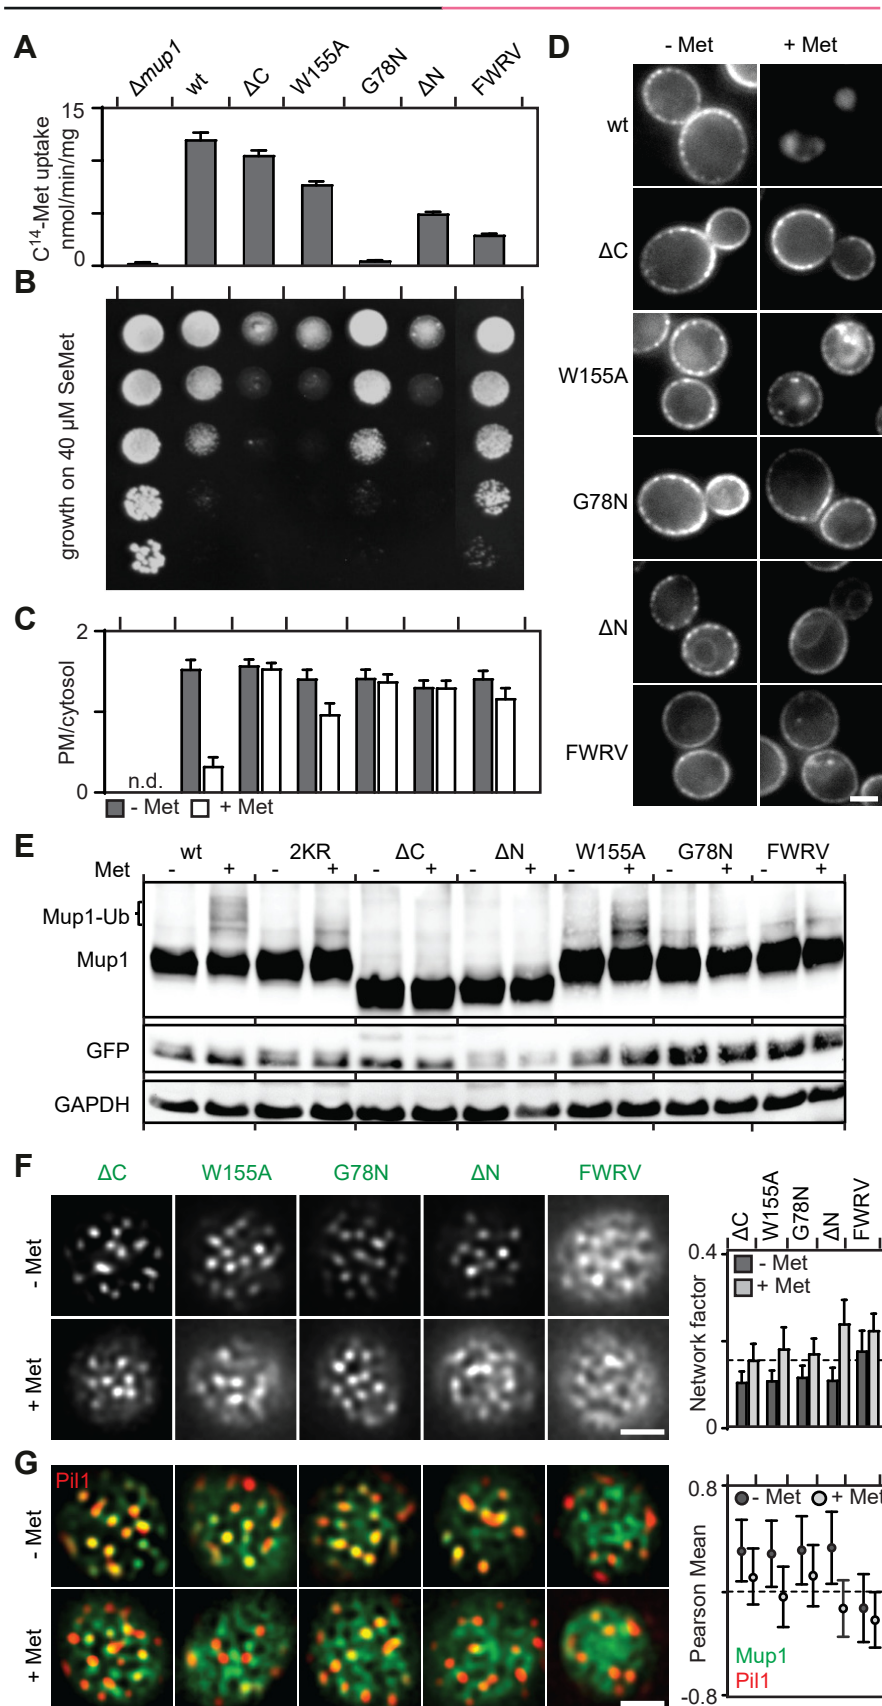 A
Δmup1 wt ΔC W155A G78N ΔN FWRV
C14-Met uptake
nmol/min/mg
15
0
B
growth on 40 µM SeMet
C
PM/cytosol
2
1
0
n.d.
- Met + Met
D
- Met + Met
wt
ΔC
W155A
G78N
ΔN
FWRV
E
wt 2KR ΔC ΔN W155A G78N FWRV
Met - + - + - + - + - + - + - +
Mup1-Ub
Mup1
GFP
GAPDH
F
ΔC W155A G78N ΔN FWRV
- Met
+ Met
ΔC W155A G78N ΔN FWRV
Network factor
0.4
0
- Met
+ Met
G
Pil1
- Met
+ Met
Pearson Mean
0.8
-0.8
- Met + Met
Mup1
Pil1